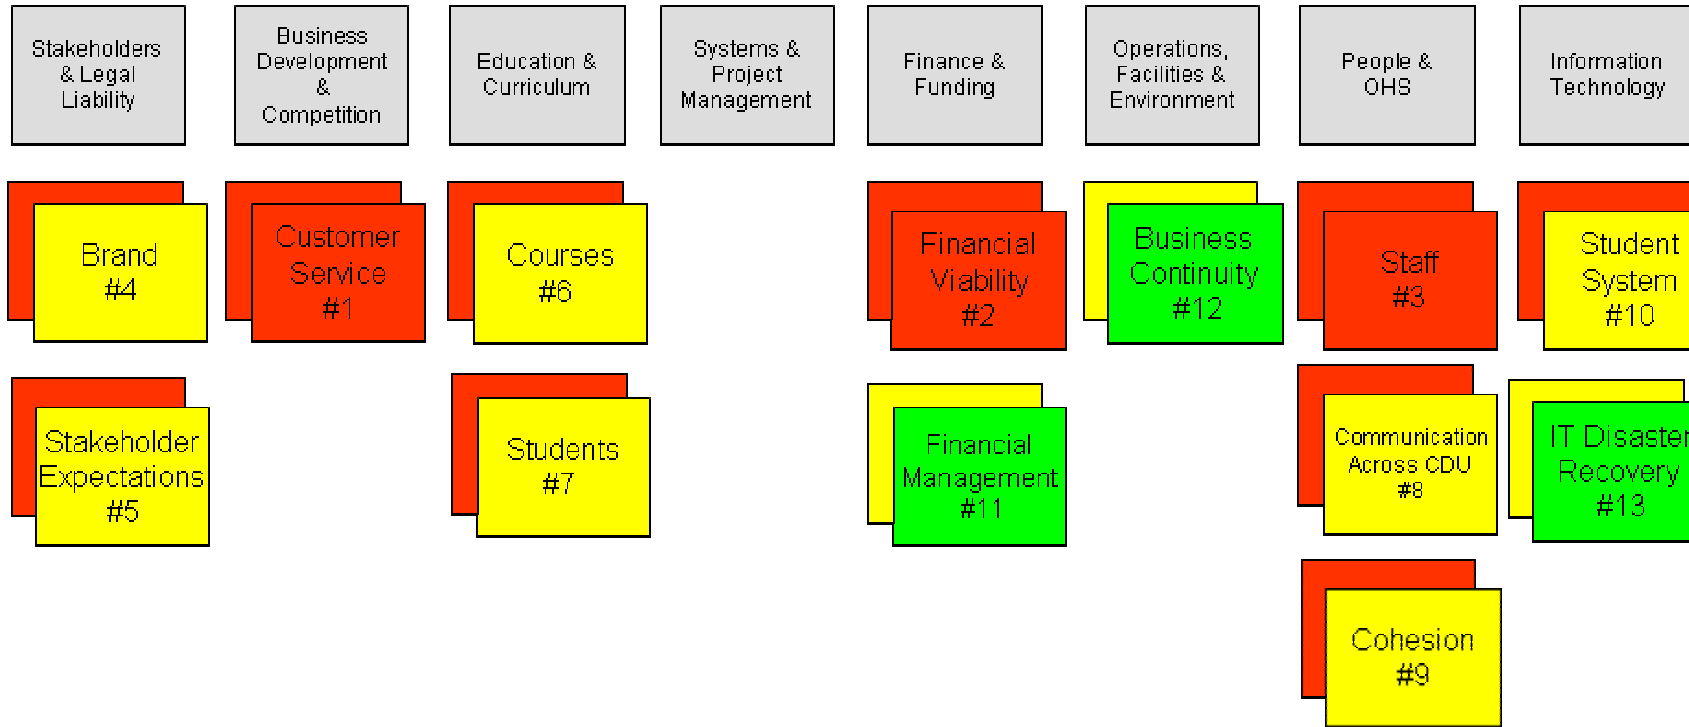 Stakeholders
& Legal
Liability
Business
Development
&
Competition
Education &
Curriculum
Systems &
Project
Management
Finance &
Funding
Operations,
Facilities &
Environment
People &
OHS
Information
Technology
Brand
#4
Customer
Service
#1
Courses
#6
Financial
Viability
#2
Business
Continuity
#12
Staff
#3
Student
System
#10
Stakeholder
Expectations
#5
Students
#7
Financial
Management
#11
Communication
Across CDU
#8
IT Disaster
Recovery
#13
Cohesion
#9